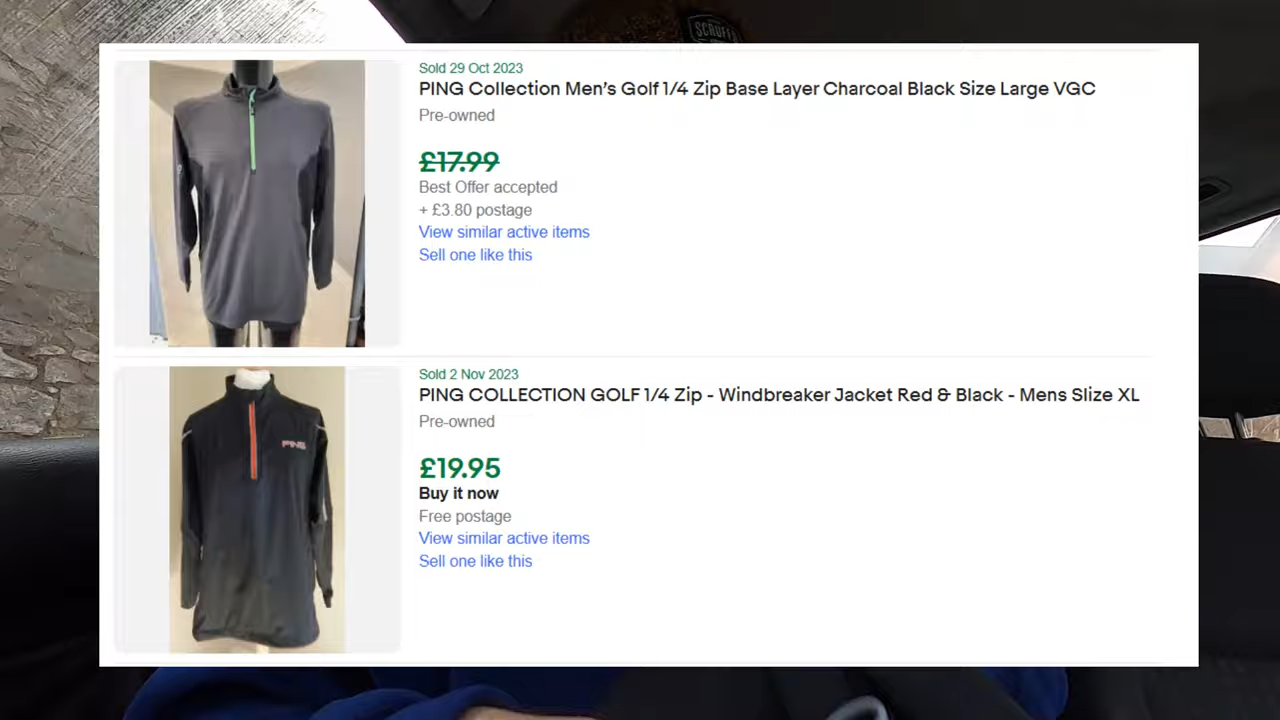 SCRUFF
Sold 29 Oct 2023
PING Collection Men’s Golf 1/4 Zip Base Layer Charcoal Black Size Large VGC
Pre-owned
£17.99
Best Offer accepted
+ £3.80 postage
View similar active items
Sell one like this
Sold 2 Nov 2023
PING COLLECTION GOLF 1/4 Zip - Windbreaker Jacket Red & Black - Mens Slize XL
Pre-owned
PING
£19.95
Buy it now
Free postage
View similar active items
Sell one like this